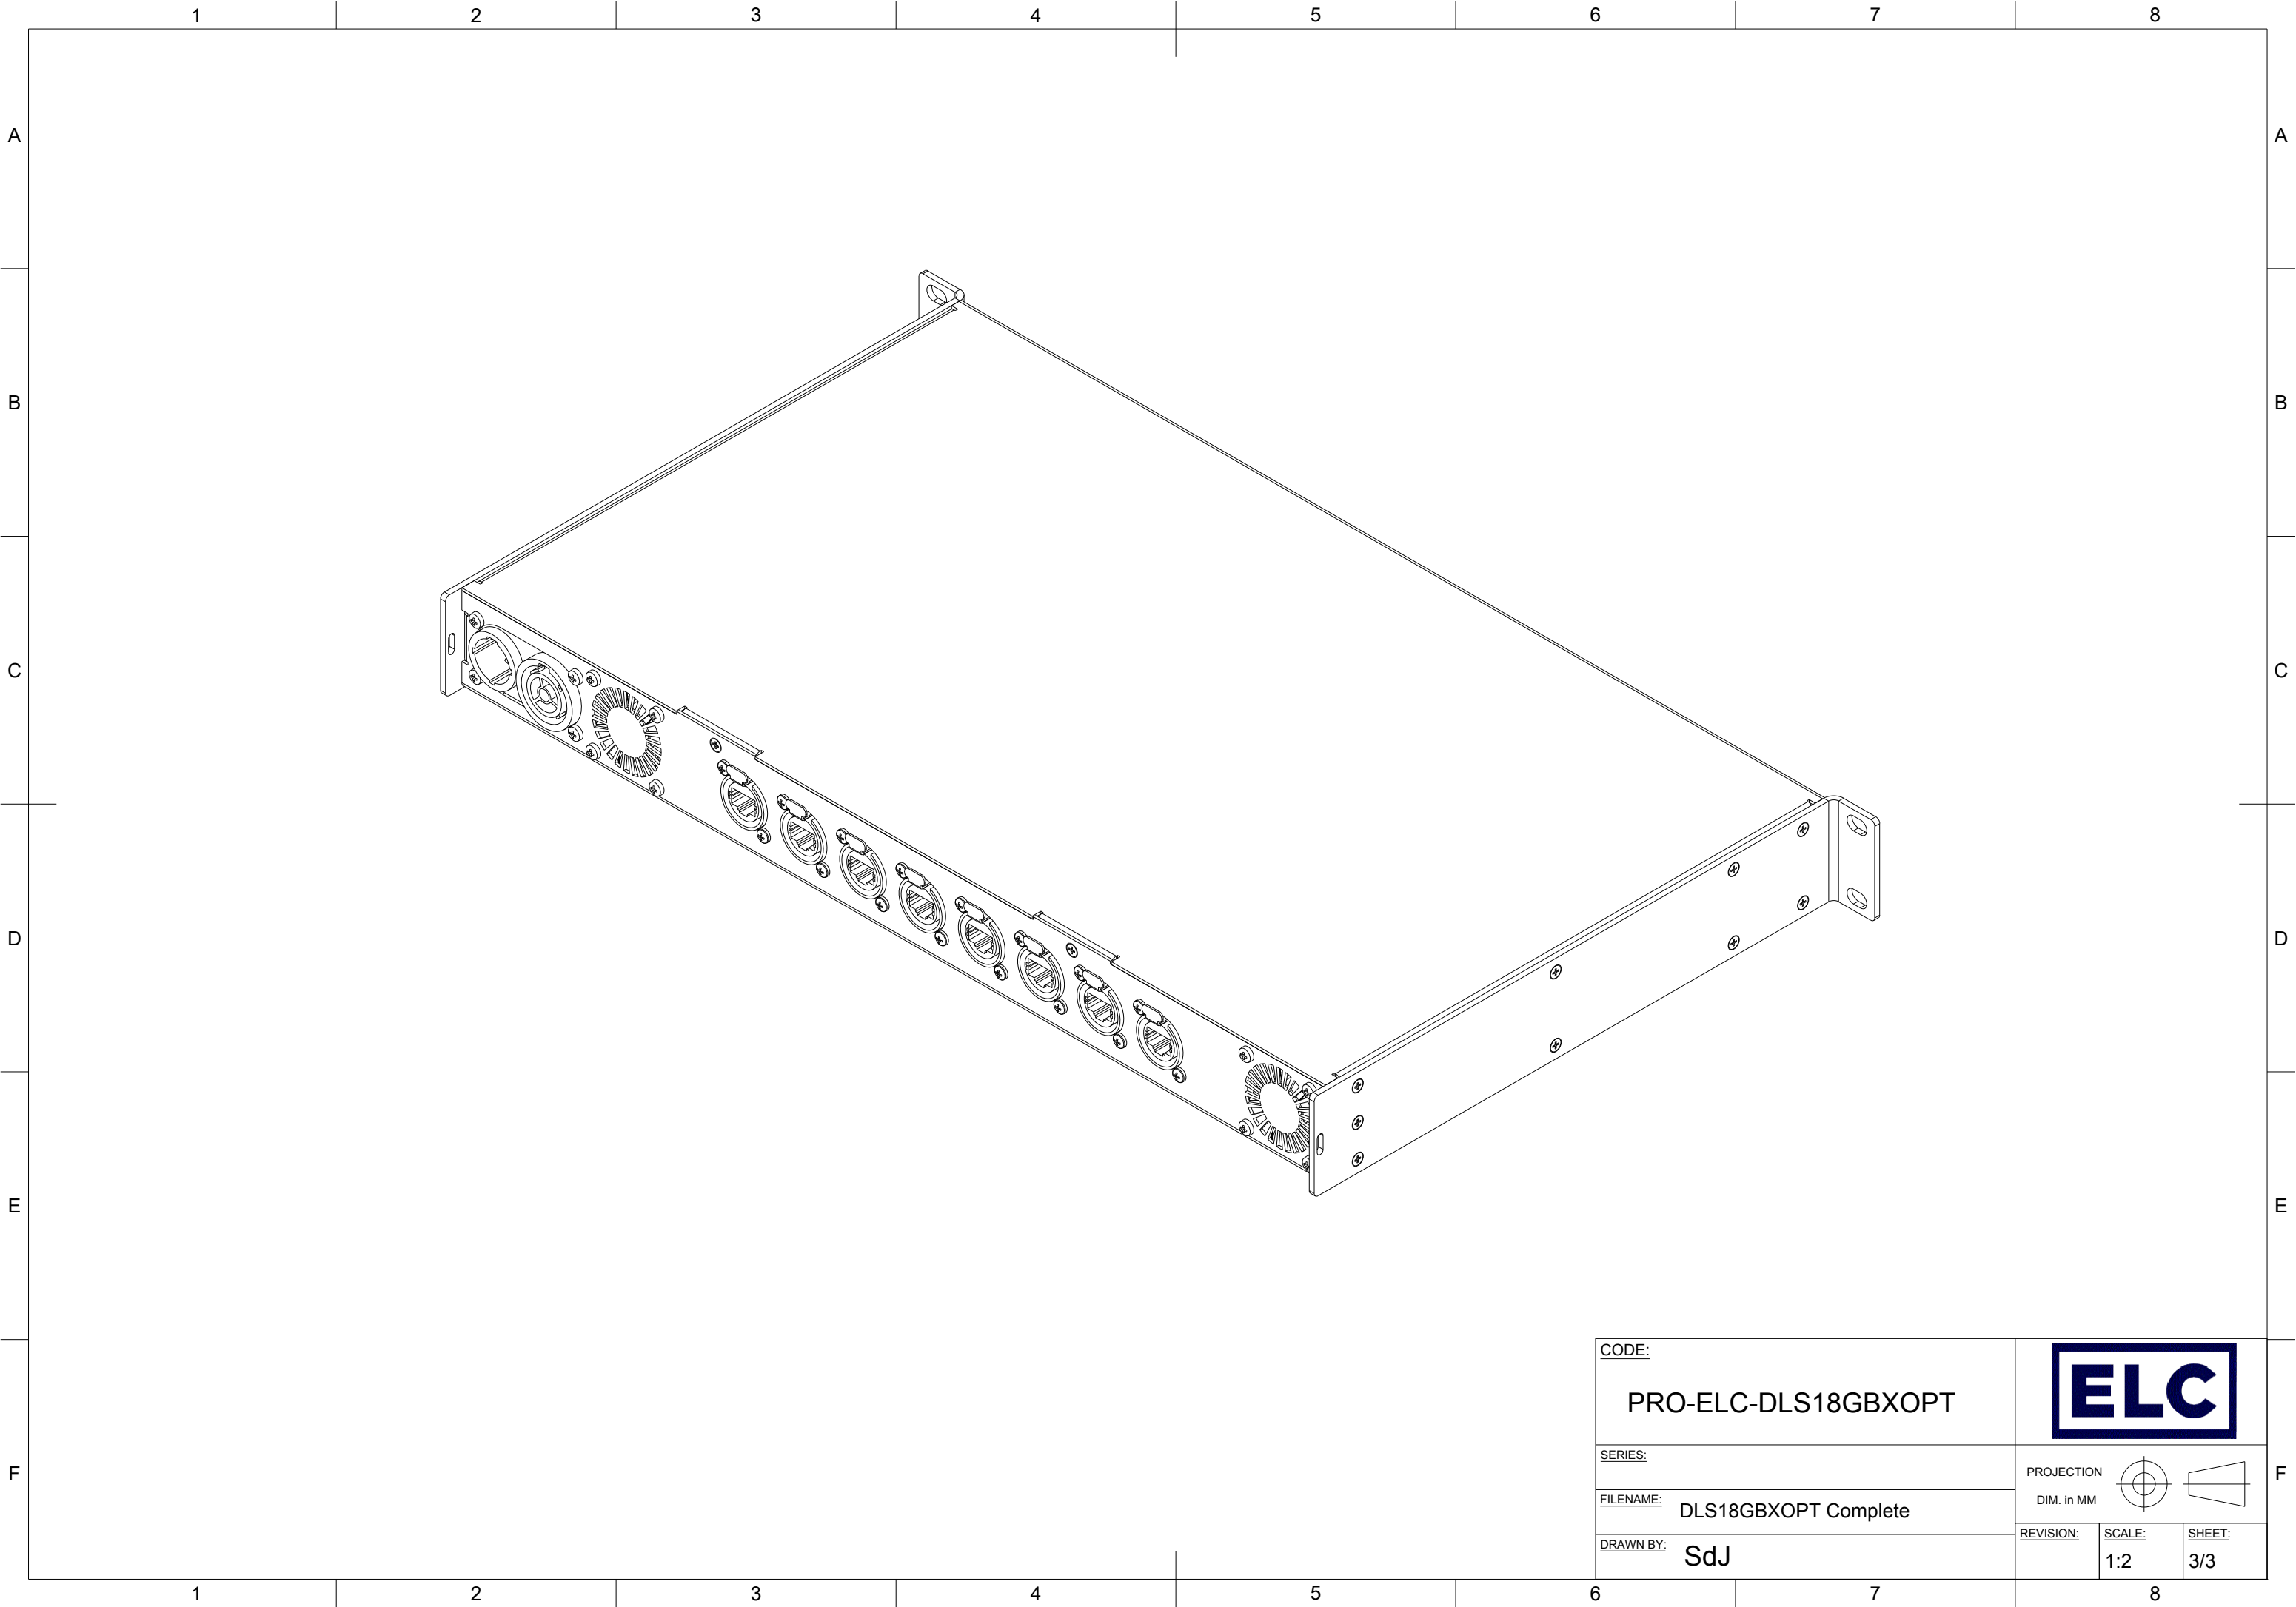 1 2 3 4 5 6 7 8
A A
B B
C C
D D
E E
F F
CODE:
PRO-ELC-DLS18GBXOPT
ELC
SERIES:
PROJECTION
DIM. in MM
FILENAME: DLS18GBXOPT Complete
DRAWN BY: SdJ
REVISION: SCALE: SHEET:
1:2 3/3
1 2 3 4 5 6 7 8